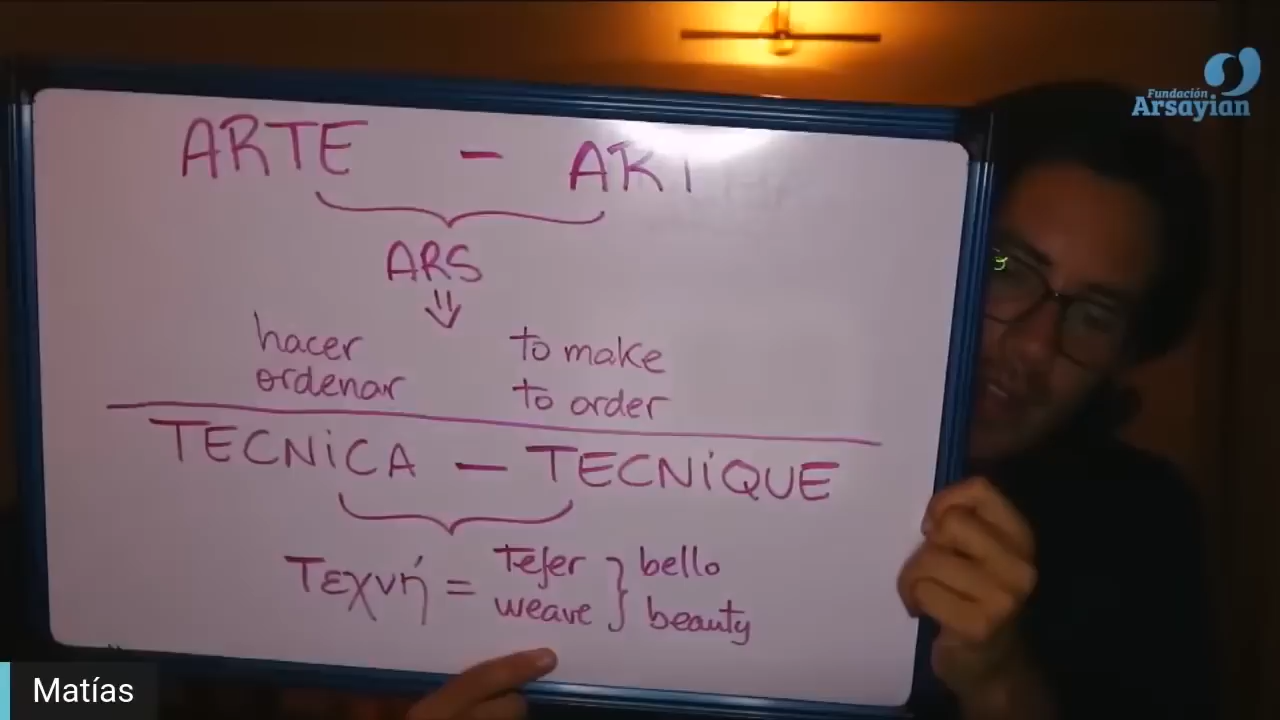 Fundación
Arsayian
ARTE - ART
ARS
hacer to make
ordenar to order
TECNiCA - TECNiQUE
Τεχνή = Tejer } bello
weave } beauty
Matías